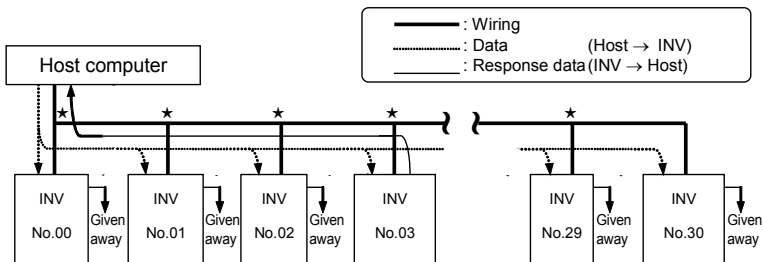 : Wiring
: Data (Host → INV)
: Response data (INV → Host)
Host computer
★ ★ ★ ★ ★
INV INV INV INV INV INV
Given away Given away Given away Given away Given away
No.00 No.01 No.02 No.03 No.29 No.30